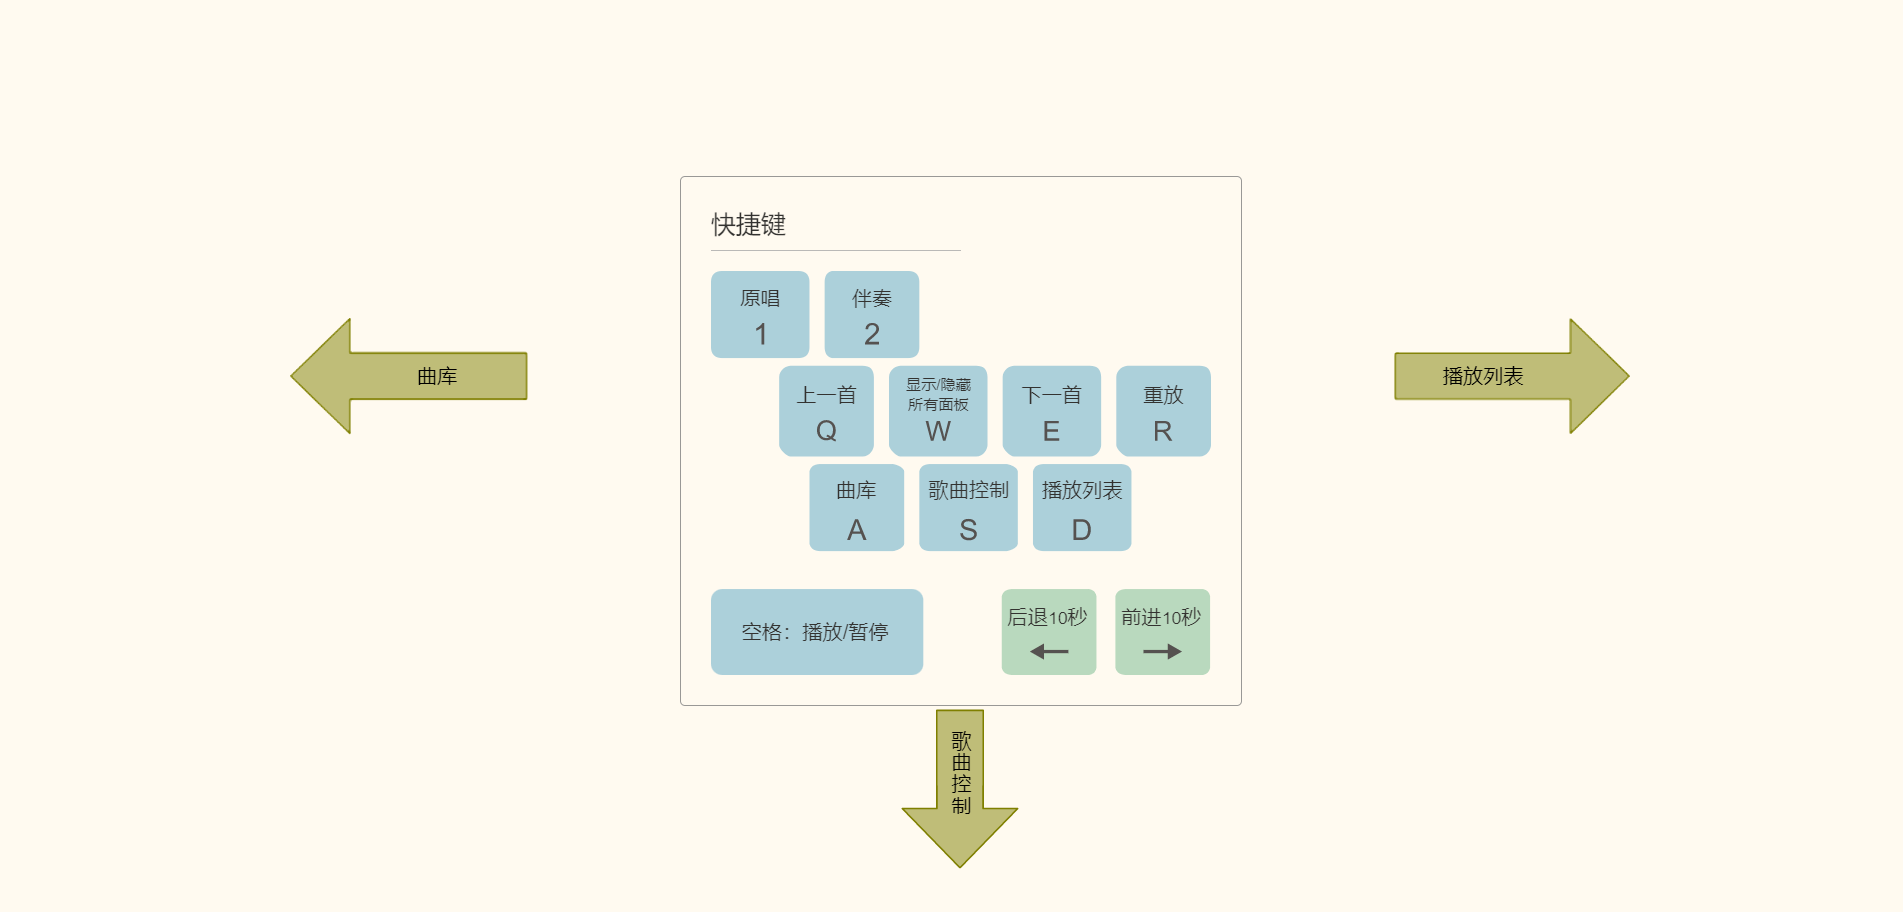 快捷键
原唱
1
伴奏
2
上一首
Q
显示/隐藏
所有面板
W
下一首
E
重放
R
曲库
A
歌曲控制
S
播放列表
D
空格：播放/暂停
后退10秒
前进10秒
曲库
播放列表
歌曲控制